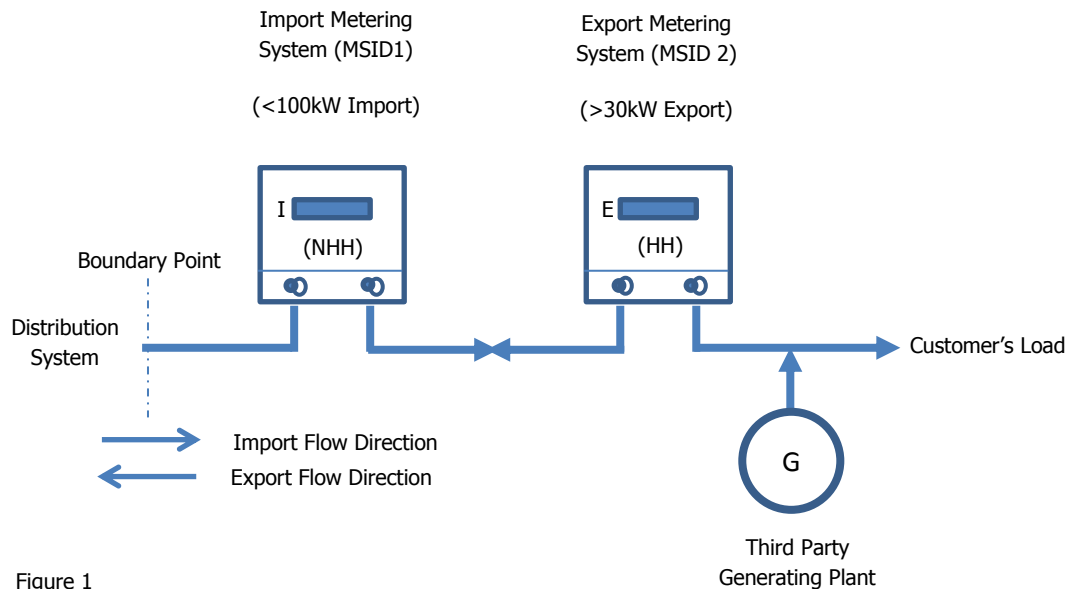 Import Metering
System (MSID1)
(<100kW Import)
Export Metering
System (MSID 2)
(>30kW Export)
I
(NHH)
E
(HH)
Boundary Point
Distribution
System
Customer’s Load
Import Flow Direction
Export Flow Direction
G
Third Party
Generating Plant
Figure 1